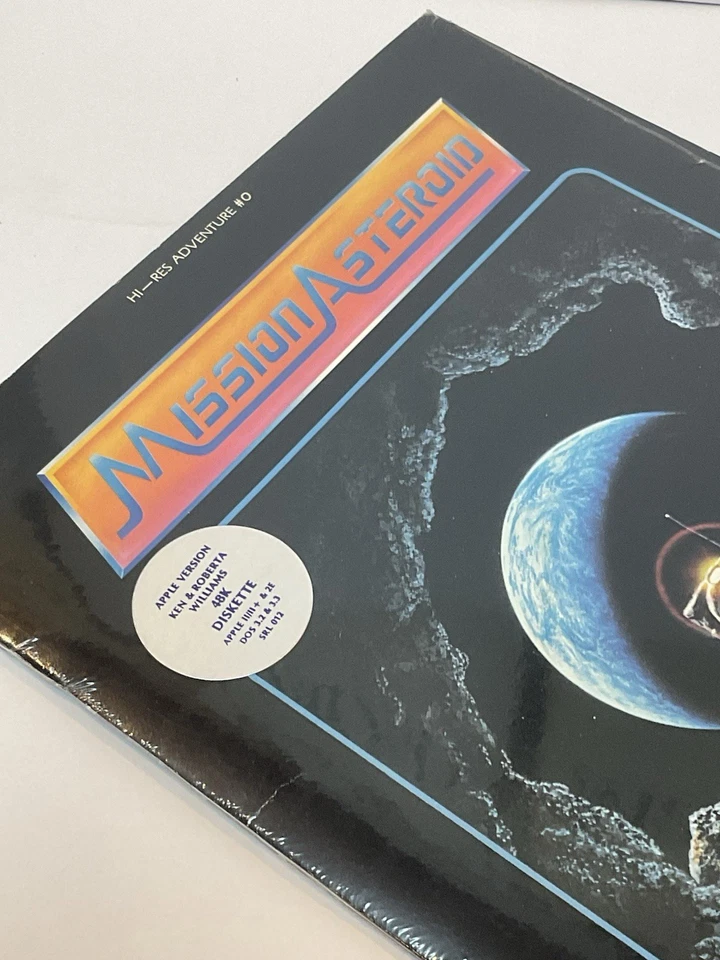 HI—RES ADVENTURE #0
MISSION ASTEROID
APPLE VERSION
KEN & ROBERTA
WILLIAMS
48K
DISKETTE
APPLE II/II+ & 2E
DOS 3.2 & 3.3
SRL 012